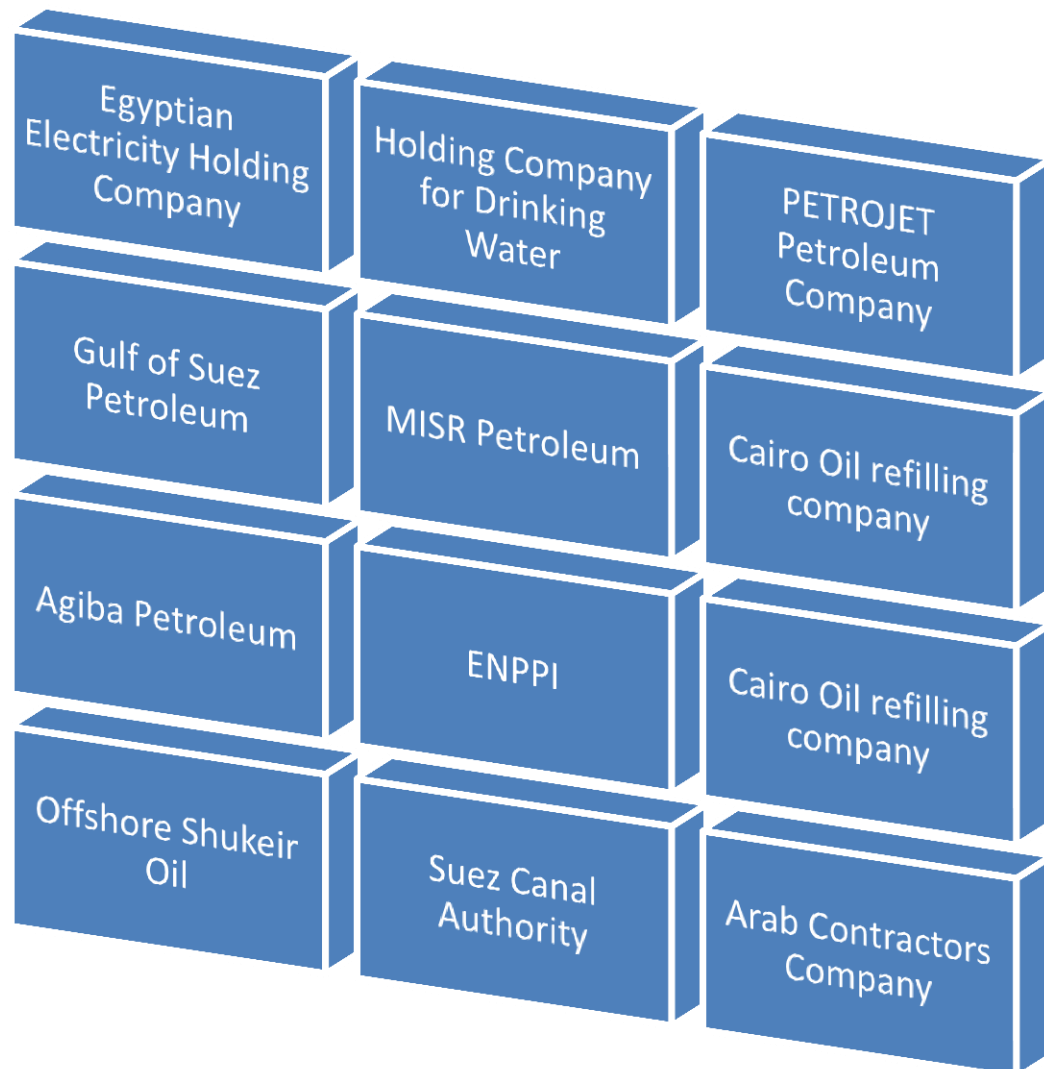 Egyptian
Electricity Holding
Company
Holding Company
for Drinking
Water
PETROJET
Petroleum
Company
Gulf of Suez
Petroleum
MISR Petroleum
Cairo Oil refilling
company
Agiba Petroleum
ENPPI
Cairo Oil refilling
company
Offshore Shukeir
Oil
Suez Canal
Authority
Arab Contractors
Company